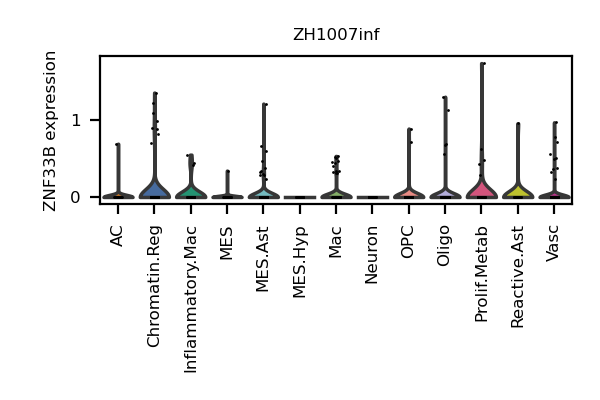 ZH1007inf
ZNF33B expression
1
0
AC
Chromatin.Reg
Inflammatory.Mac
MES
MES.Ast
MES.Hyp
Mac
Neuron
OPC
Oligo
Prolif.Metab
Reactive.Ast
Vasc